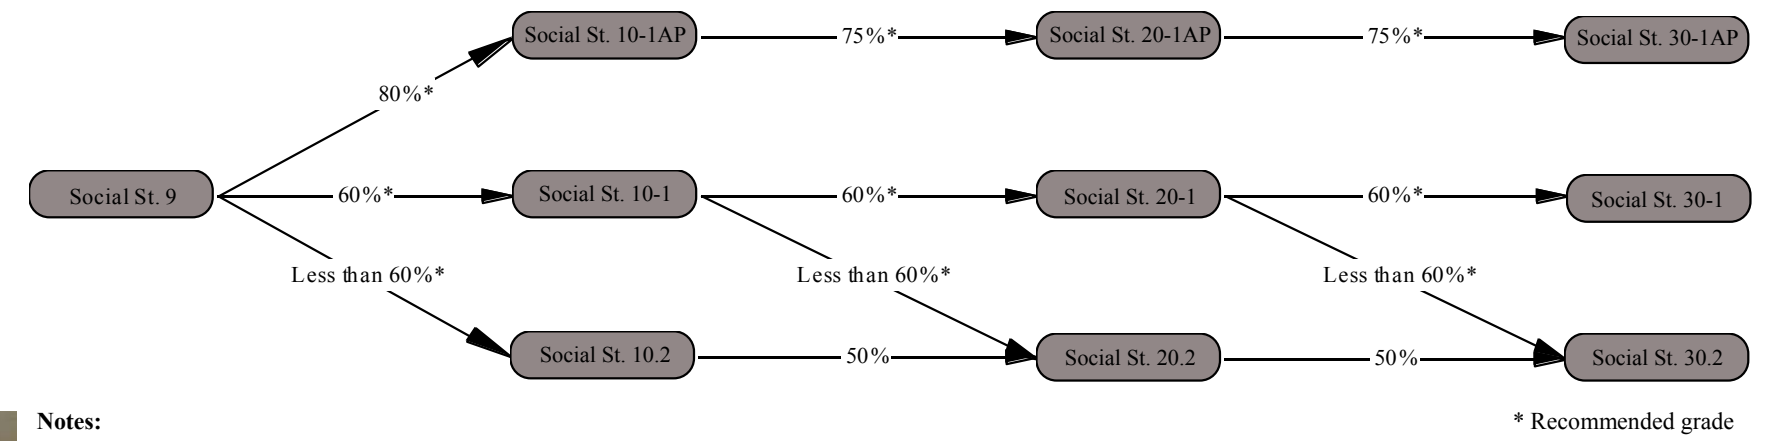 Social St. 10-1AP 75%* Social St. 20-1AP 75%* Social St. 30-1AP
80%*
Social St. 9 60%* Social St. 10-1 60%* Social St. 20-1 60%* Social St. 30-1
Less than 60%* Less than 60%* Less than 60%*
Social St. 10.2 50% Social St. 20.2 50% Social St. 30.2
Notes: * Recommended grade